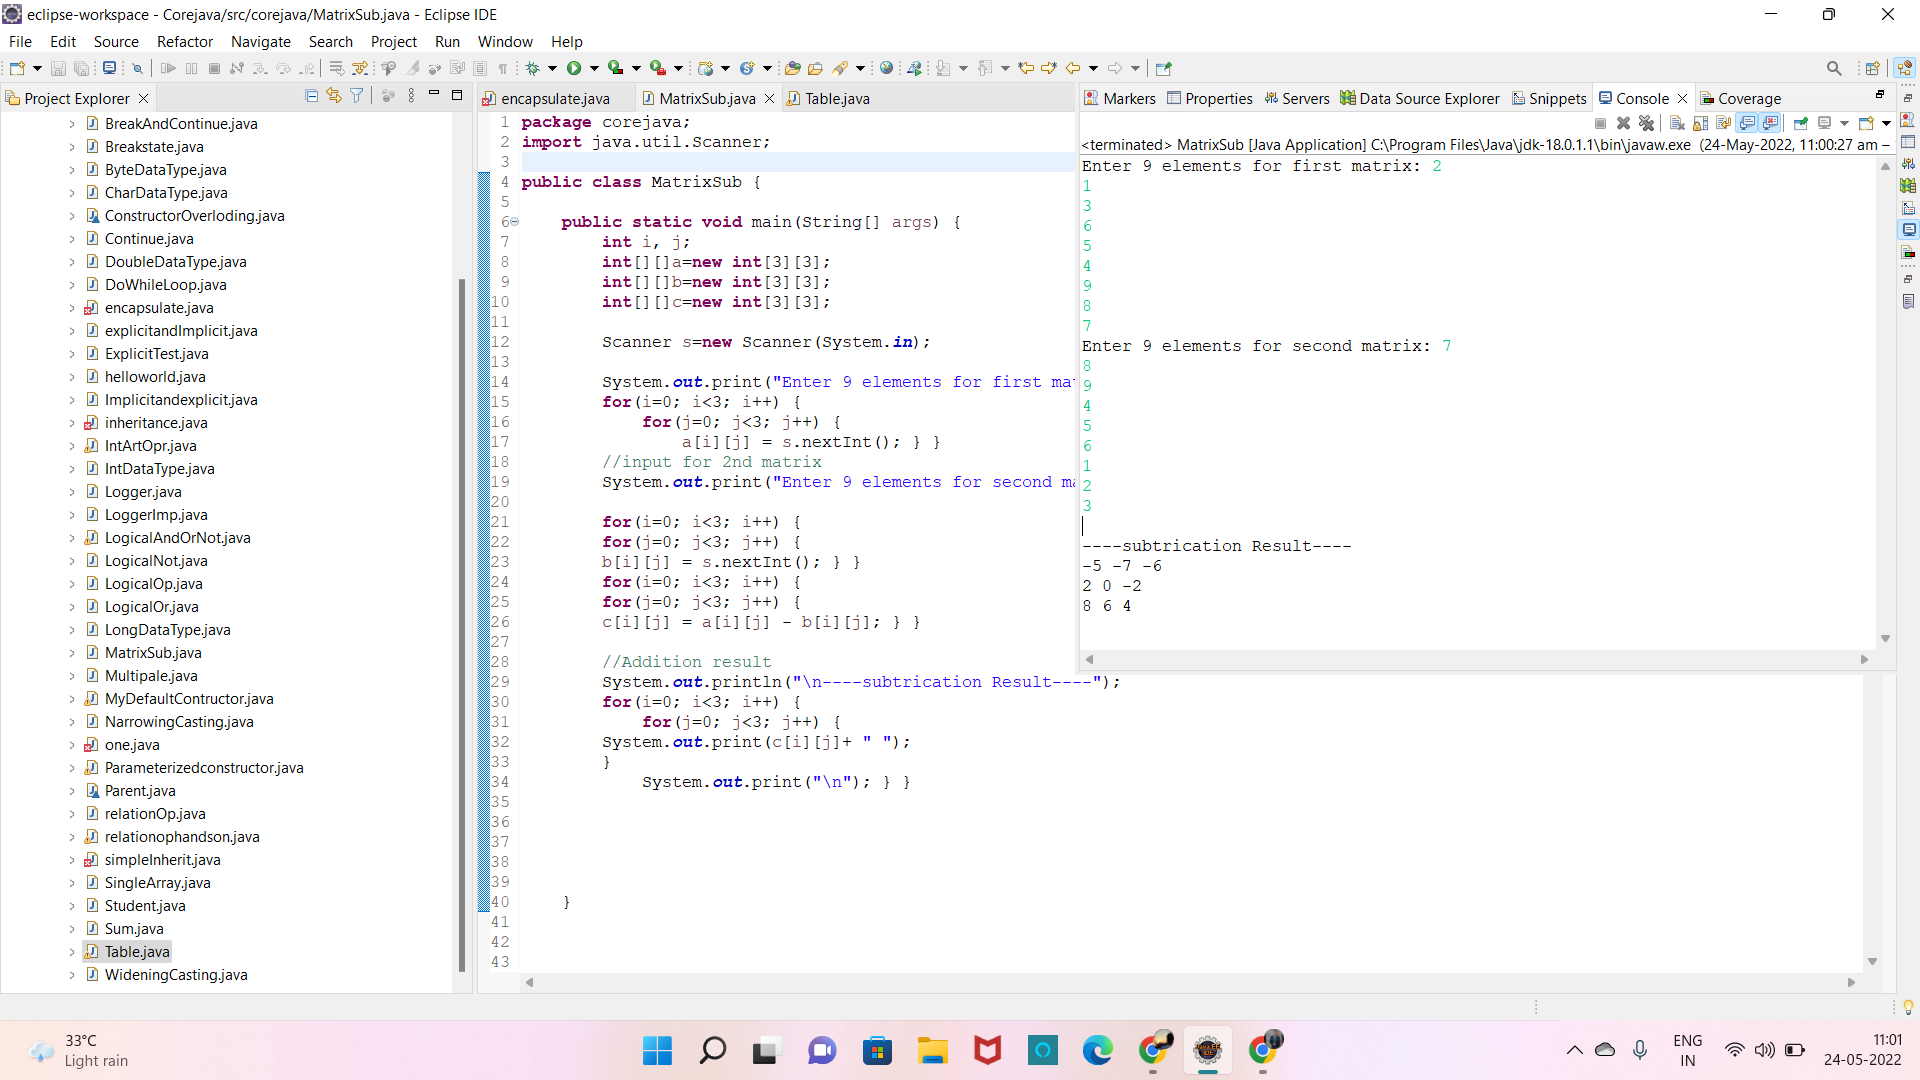 eclipse-workspace - Corejava/src/corejava/MatrixSub.java - Eclipse IDE
File Edit Source Refactor Navigate Search Project Run Window Help
Project Explorer
BreakAndContinue.java
Breakstate.java
ByteDataType.java
CharDataType.java
ConstructorOverloding.java
Continue.java
DoubleDataType.java
DoWhileLoop.java
encapsulate.java
explicitandImplicit.java
ExplicitTest.java
helloworld.java
Implicitandexplicit.java
inheritance.java
IntArtOpr.java
IntDataType.java
Logger.java
LoggerImp.java
LogicalAndOrNot.java
LogicalNot.java
LogicalOp.java
LogicalOr.java
LongDataType.java
MatrixSub.java
Multipale.java
MyDefaultContructor.java
NarrowingCasting.java
one.java
Parameterizedconstructor.java
Parent.java
relationOp.java
relationophandson.java
simpleInherit.java
SingleArray.java
Student.java
Sum.java
Table.java
WideningCasting.java
encapsulate.java MatrixSub.java Table.java
1 package corejava;
2 import java.util.Scanner;
3
4 public class MatrixSub {
5
6 public static void main(String[] args) {
7 int i, j;
8 int[][]a=new int[3][3];
9 int[][]b=new int[3][3];
10 int[][]c=new int[3][3];
11
12 Scanner s=new Scanner(System.in);
13
14 System.out.print("Enter 9 elements for first mat
15 for(i=0; i<3; i++) {
16 for(j=0; j<3; j++) {
17 a[i][j] = s.nextInt(); } }
18 //input for 2nd matrix
19 System.out.print("Enter 9 elements for second ma
20
21 for(i=0; i<3; i++) {
22 for(j=0; j<3; j++) {
23 b[i][j] = s.nextInt(); } }
24 for(i=0; i<3; i++) {
25 for(j=0; j<3; j++) {
26 c[i][j] = a[i][j] - b[i][j]; } }
27
28 //Addition result
29 System.out.println("\n----subtrication Result----");
30 for(i=0; i<3; i++) {
31 for(j=0; j<3; j++) {
32 System.out.print(c[i][j]+ " ");
33 }
34 System.out.print("\n"); } }
35
36
37
38
39
40 }
41
42
43
Markers Properties Servers Data Source Explorer Snippets Console Coverage
<terminated> MatrixSub [Java Application] C:\Program Files\Java\jdk-18.0.1.1\bin\javaw.exe (24-May-2022, 11:00:27 am –
Enter 9 elements for first matrix: 2
1
3
6
5
4
9
8
7
Enter 9 elements for second matrix: 7
8
9
4
5
6
1
2
3
----subtrication Result----
-5 -7 -6
2 0 -2
8 6 4
33°C
Light rain
ENG
IN
11:01
24-05-2022